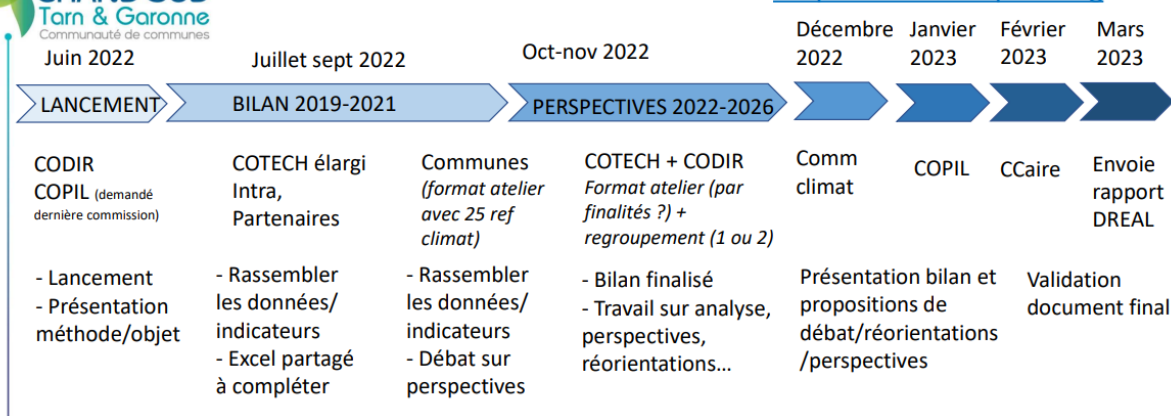 Tarn & Garonne
Communauté de communes
Juin 2022
Juillet sept 2022
Oct-nov 2022
Décembre
2022
Janvier
2023
Février
2023
Mars
2023
LANCEMENT
BILAN 2019-2021
PERSPECTIVES 2022-2026
CODIR
COPIL (demandé
dernière commission)
COTECH élargi
Intra,
Partenaires
Communes
(format atelier
avec 25 ref
climat)
COTECH + CODIR
Format atelier (par
finalités ?) +
regroupement (1 ou 2)
Comm
climat
COPIL
CCaire
Envoie
rapport
DREAL
- Lancement
- Présentation
méthode/objet
- Rassembler
les données/
indicateurs
- Excel partagé
à compléter
- Rassembler
les données/
indicateurs
- Débat sur
perspectives
- Bilan finalisé
- Travail sur analyse,
perspectives,
réorientations…
Présentation bilan et
propositions de
débat/réorientations
/perspectives
Validation
document final